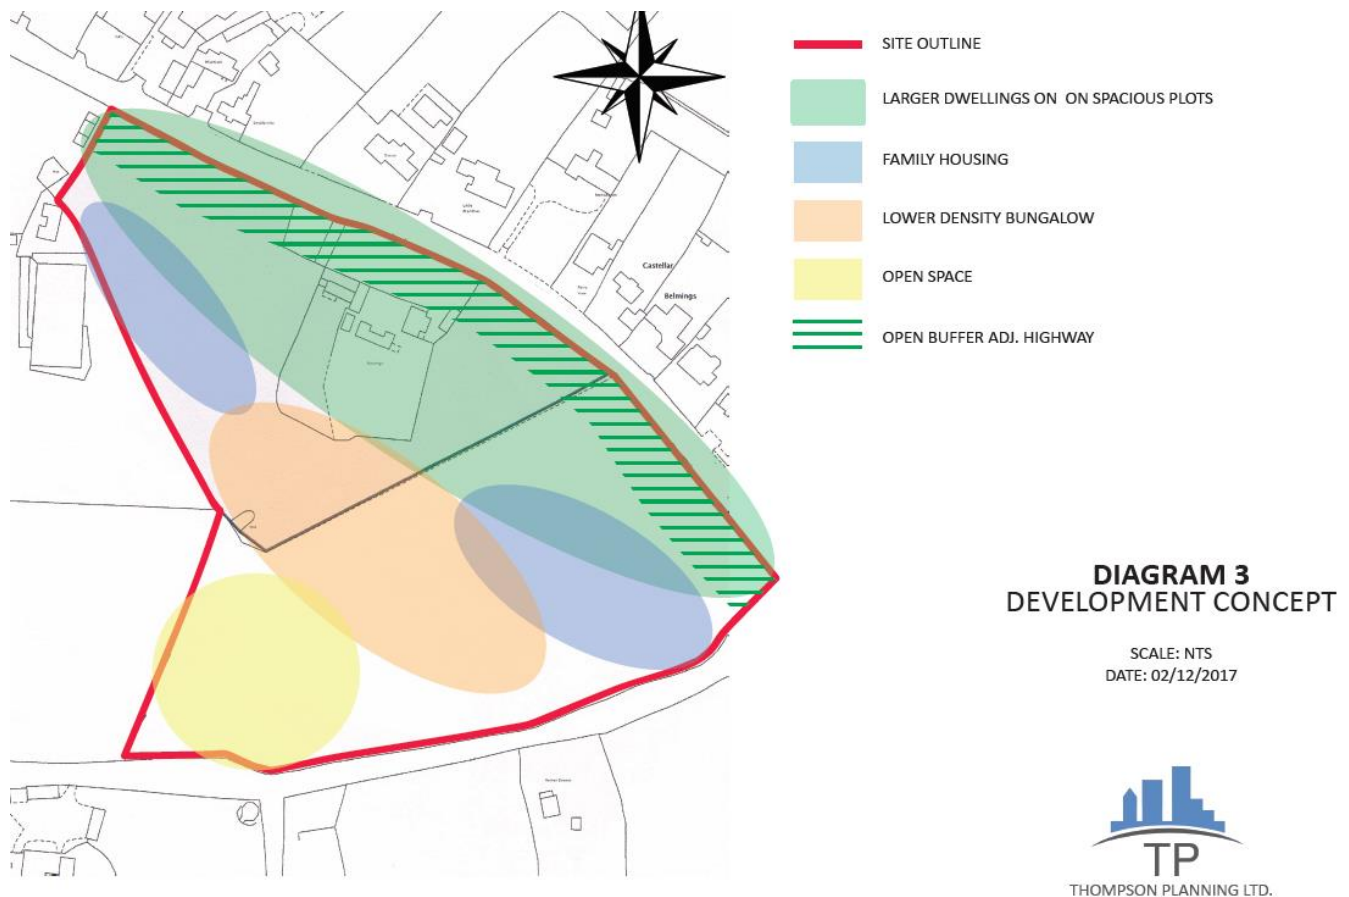 SITE OUTLINE
LARGER DWELLINGS ON ON SPACIOUS PLOTS
FAMILY HOUSING
LOWER DENSITY BUNGALOW
OPEN SPACE
OPEN BUFFER ADJ. HIGHWAY
Castellar
Belmings
DIAGRAM 3
DEVELOPMENT CONCEPT
SCALE: NTS
DATE: 02/12/2017
TP
THOMPSON PLANNING LTD.